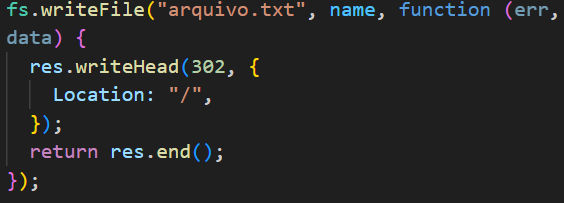 fs.writeFile("arquivo.txt", name, function (err,
data) {
  res.writeHead(302, {
    Location: "/",
  });
  return res.end();
});